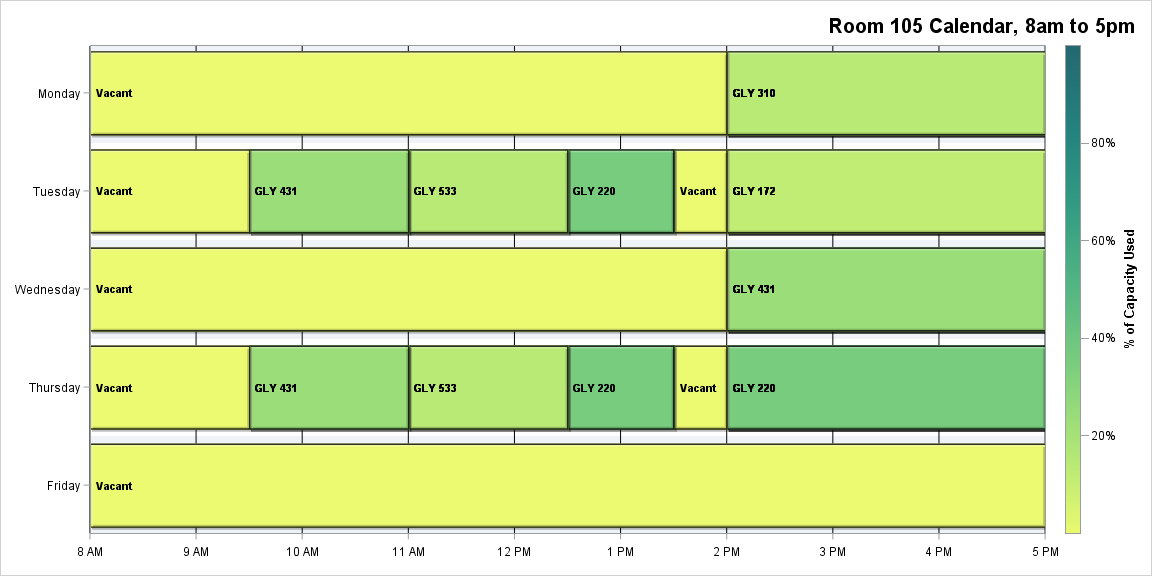 Room 105 Calendar, 8am to 5pm
Monday
Vacant
GLY 310
Tuesday
Vacant
GLY 431
GLY 533
GLY 220
Vacant
GLY 172
Wednesday
Vacant
GLY 431
Thursday
Vacant
GLY 431
GLY 533
GLY 220
Vacant
GLY 220
Friday
Vacant
8 AM
9 AM
10 AM
11 AM
12 PM
1 PM
2 PM
3 PM
4 PM
5 PM
80%
60%
40%
20%
% of Capacity Used